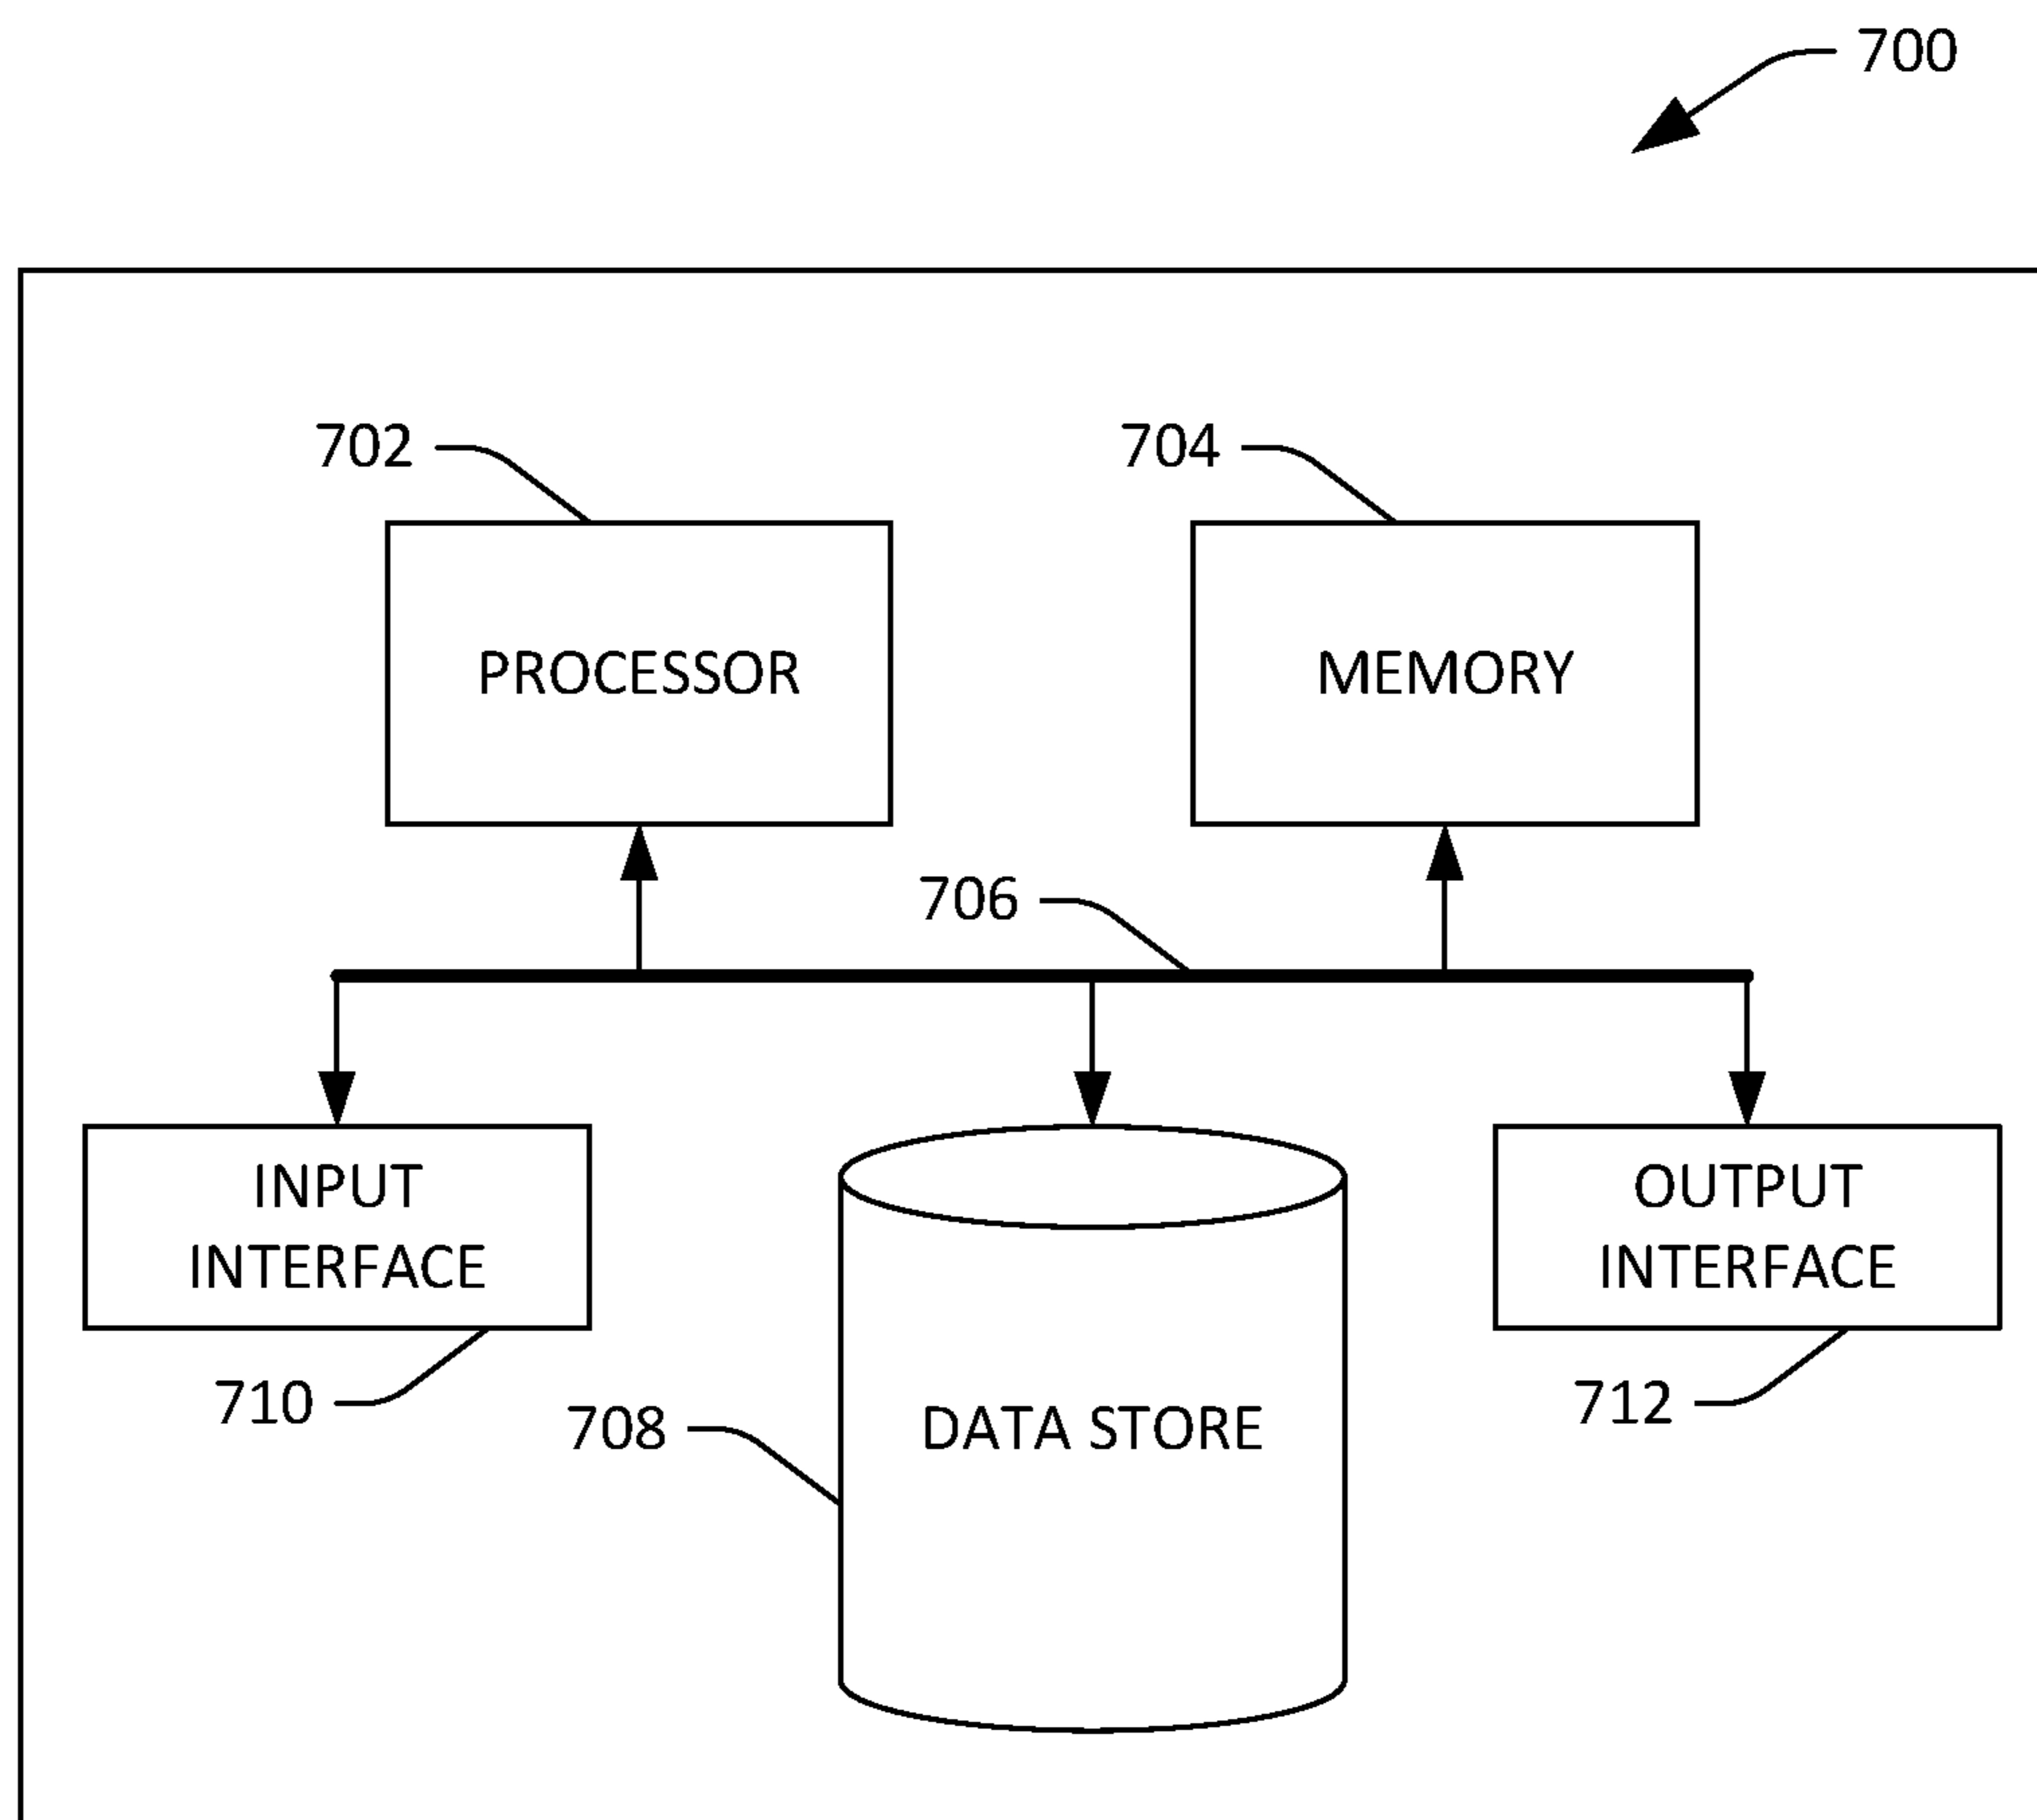 700
702
704
PROCESSOR
MEMORY
706
INPUT
INTERFACE
OUTPUT
INTERFACE
710
708
DATA STORE
712